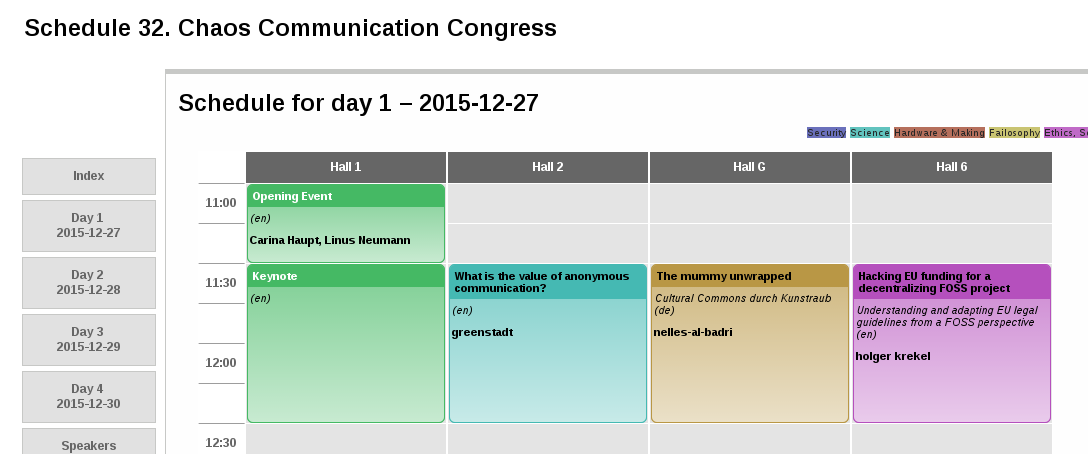 Schedule 32. Chaos Communication Congress
Schedule for day 1 – 2015-12-27
Security Science Hardware & Making Failosophy Ethics,
Index
Day 1
2015-12-27
Day 2
2015-12-28
Day 3
2015-12-29
Day 4
2015-12-30
Speakers
Hall 1 Hall 2 Hall G Hall 6
11:00
Opening Event
(en)
Carina Haupt, Linus Neumann
11:30
Keynote
(en)
What is the value of anonymous
communication?
(en)
greenstadt
The mummy unwrapped
Cultural Commons durch Kunstraub
(de)
nelles-al-badri
Hacking EU funding for a
decentralizing FOSS project
Understanding and adapting EU legal
guidelines from a FOSS perspective
(en)
holger krekel
12:00
12:30